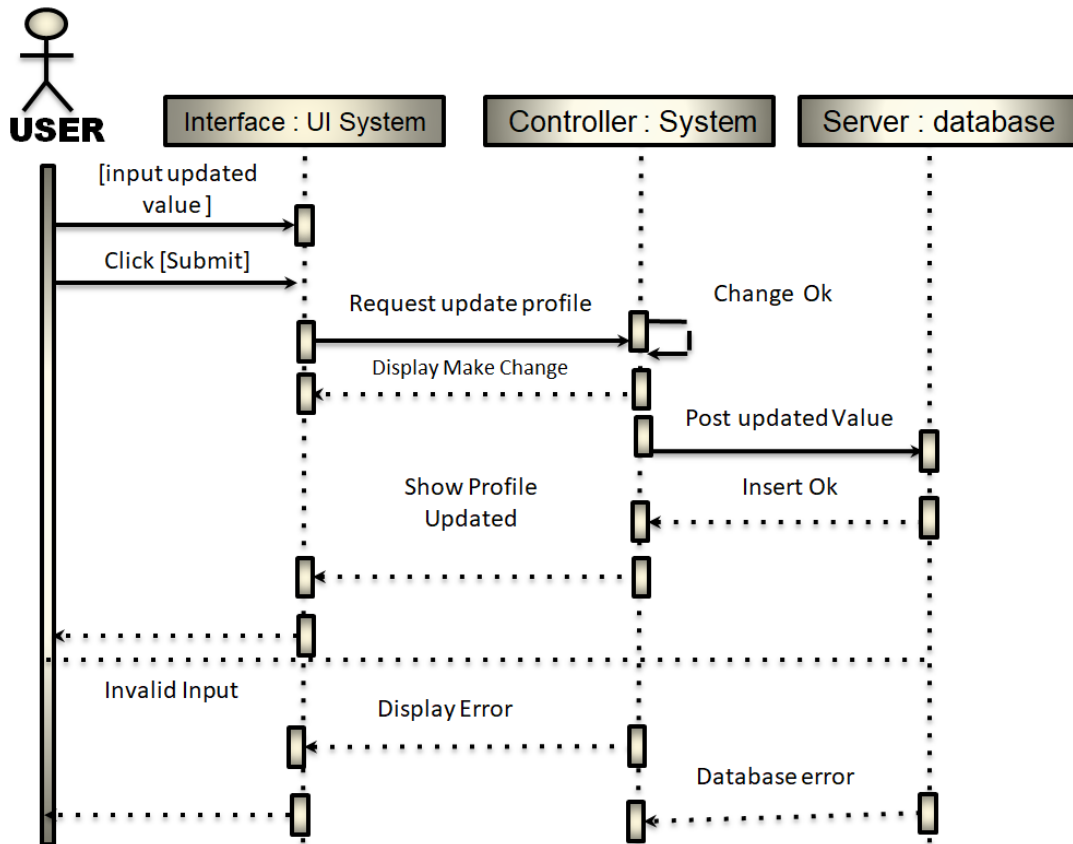 USER
Interface : UI System
Controller : System
Server : database
[input updated
value ]
Click [Submit]
Request update profile
Change Ok
Display Make Change
Post updated Value
Show Profile
Updated
Insert Ok
Invalid Input
Display Error
Database error